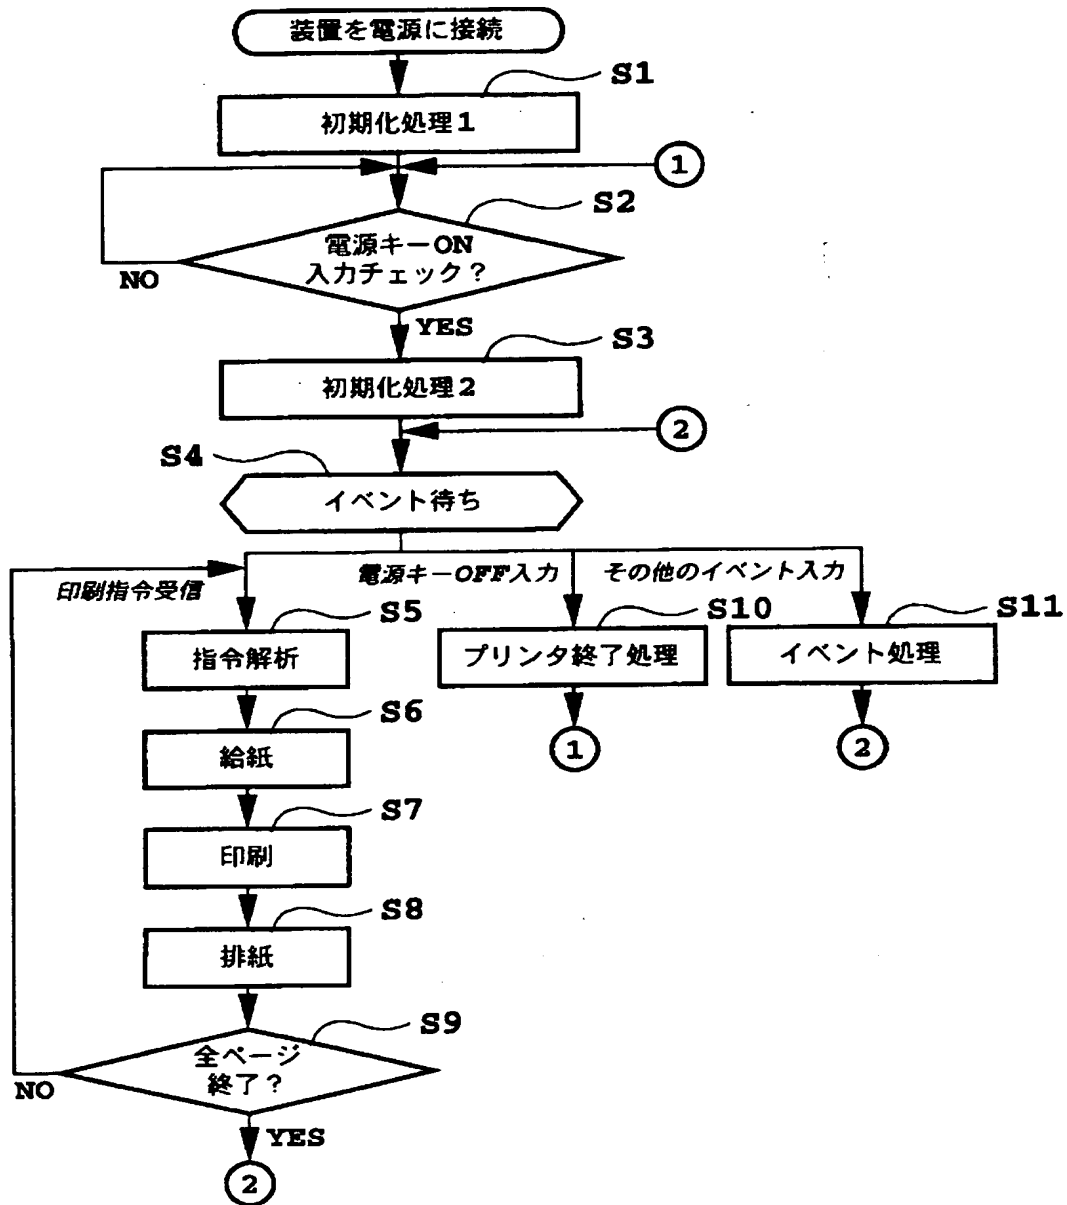 装置を電源に接続
S1
初期化処理1
1
S2
電源キーON
入力チェック?
NO
YES
S3
初期化処理2
2
S4
イベント待ち
印刷指令受信
電源キーOFF入力
その他のイベント入力
S5
S10
S11
指令解析
プリンタ終了処理
イベント処理
S6
給紙
1
2
S7
印刷
S8
排紙
S9
全ページ
終了?
NO
YES
2